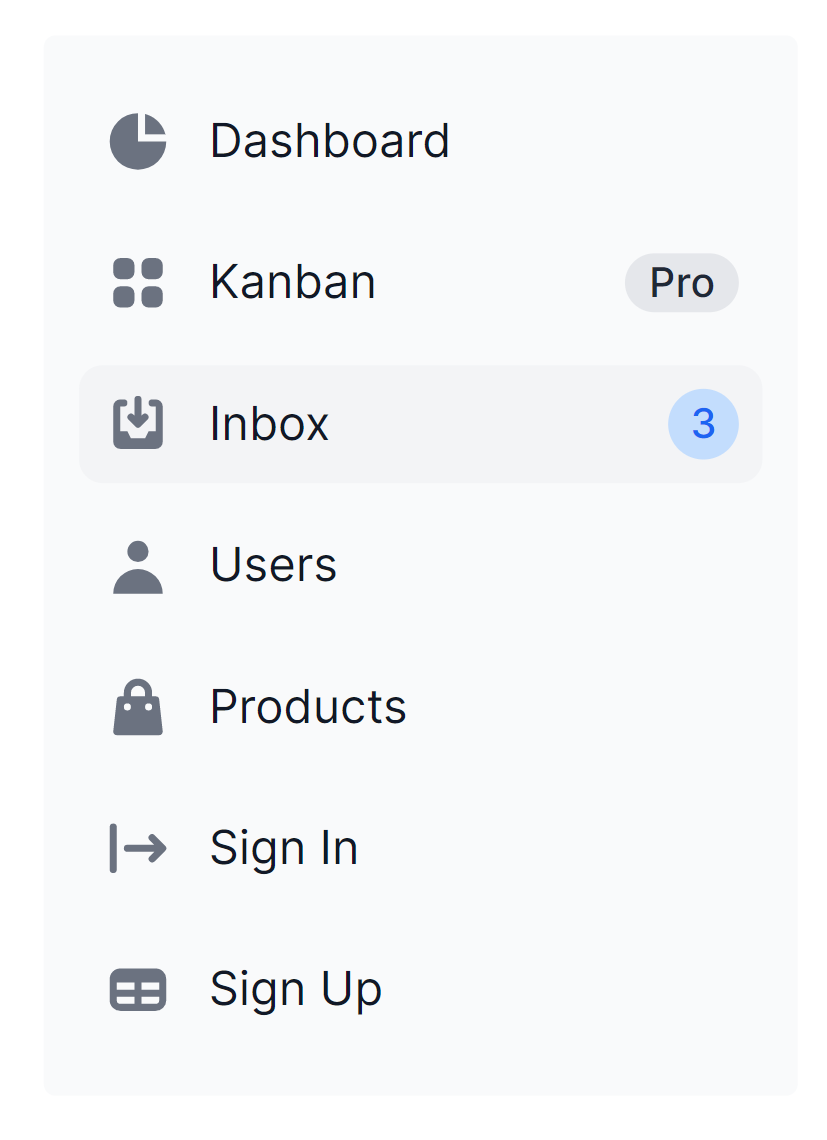 Dashboard
Kanban Pro
Inbox 3
Users
Products
Sign In
Sign Up